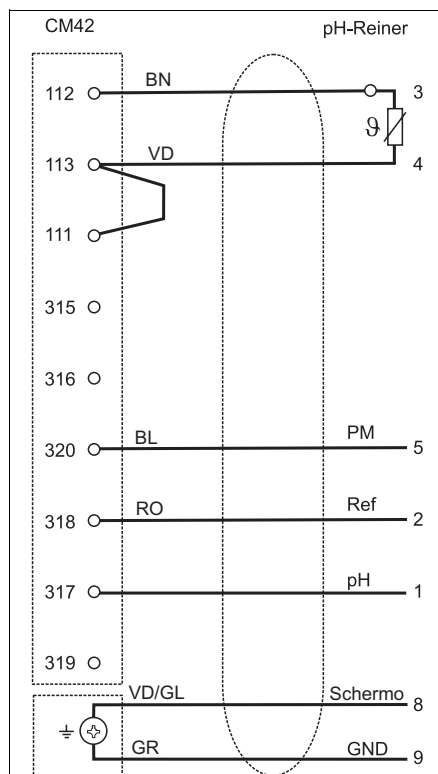 CM42 pH-Reiner
112 BN 3
ϑ
113 VD 4
111
315
316
320 BL PM 5
318 RO Ref 2
317 pH 1
319
VD/GL Schermo 8
GR GND 9